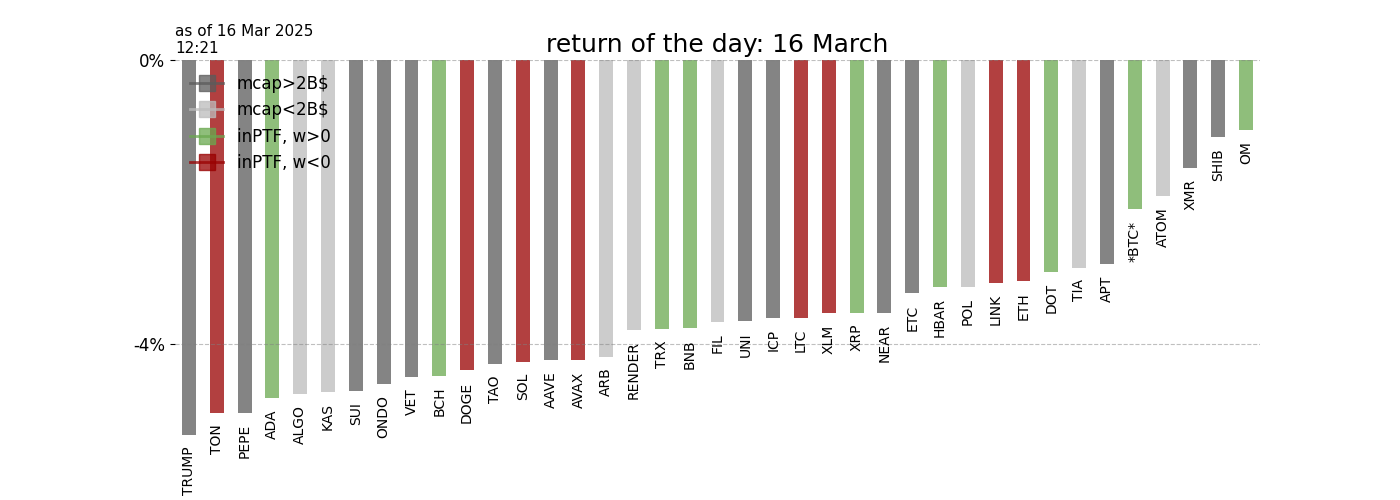 as of 16 Mar 2025
12:21
return of the day: 16 March
0%
mcap>2B$
mcap<2B$
inPTF, w>0
inPTF, w<0
-4%
TRUMP
TON
PEPE
ADA
ALGO
KAS
SUI
ONDO
VET
BCH
DOGE
TAO
SOL
AAVE
AVAX
ARB
RENDER
TRX
BNB
FIL
UNI
ICP
LTC
XLM
XRP
NEAR
ETC
HBAR
POL
LINK
ETH
DOT
TIA
APT
*BTC*
ATOM
XMR
SHIB
OM